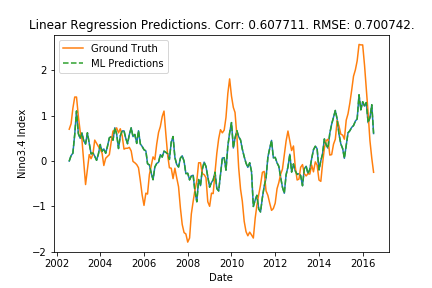 Linear Regression Predictions. Corr: 0.607711. RMSE: 0.700742.
Ground Truth
ML Predictions
2
1
0
−1
−2
Nino3.4 Index
2002 2004 2006 2008 2010 2012 2014 2016
Date